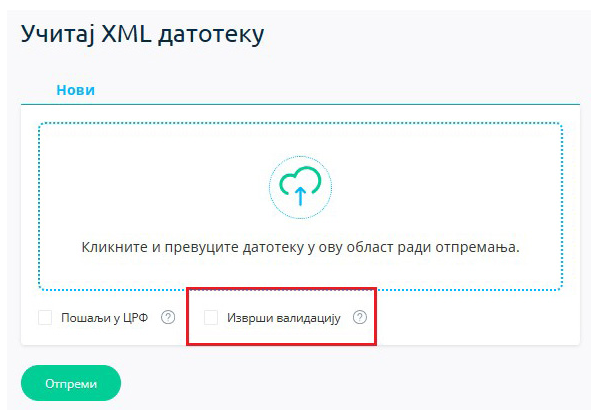 Учитај XML датотеку
Нови
Кликните и превуците датотеку у ову област ради отпремања.
Пошаљи у ЦРФ ? Изврши валидацију ?
Отпреми